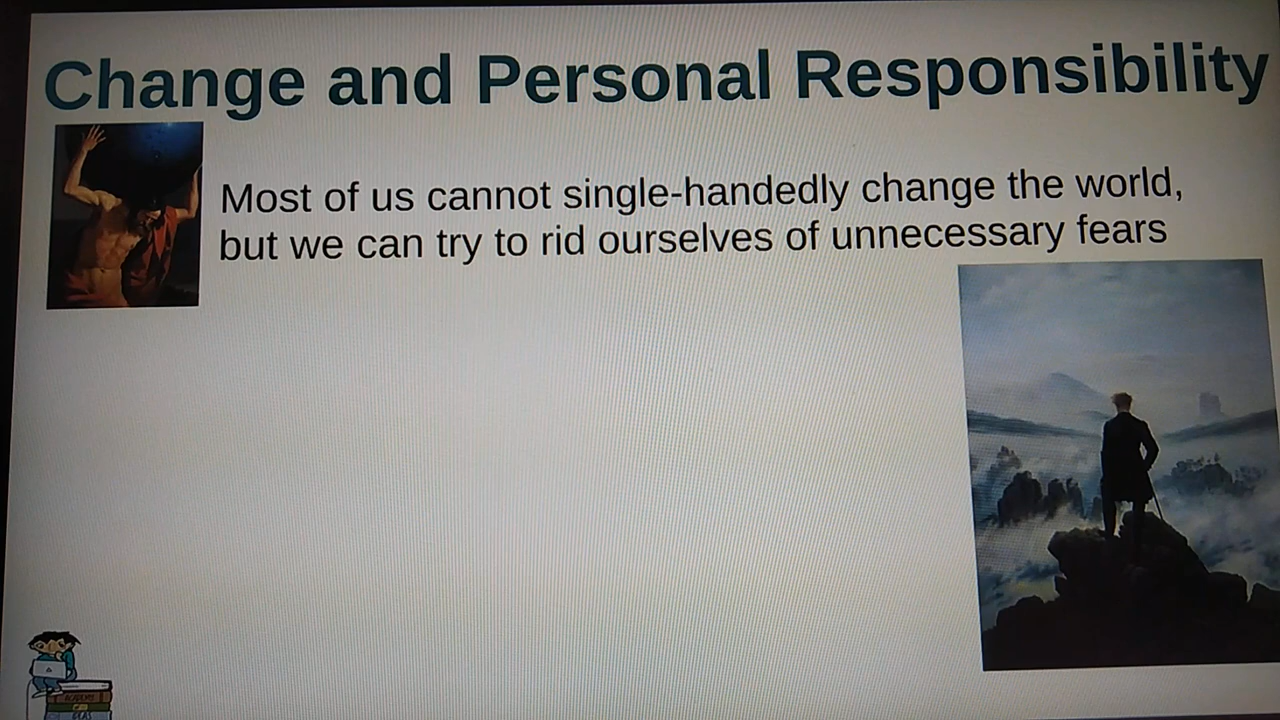 Change and Personal Responsibility
Most of us cannot single-handedly change the world,
but we can try to rid ourselves of unnecessary fears